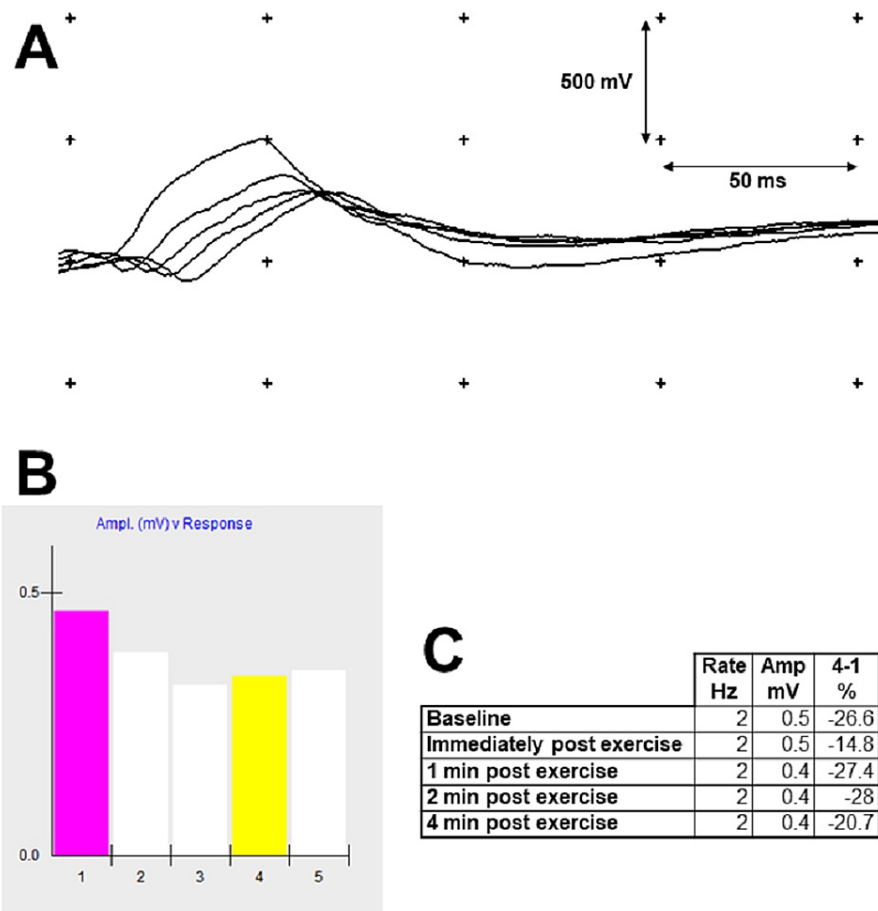 A
500 mV
50 ms
B
Ampl. (mV) v Response
0.5
0.0
1 2 3 4 5
C
Rate Hz Amp mV 4-1 %
Baseline 2 0.5 -26.6
Immediately post exercise 2 0.5 -14.8
1 min post exercise 2 0.4 -27.4
2 min post exercise 2 0.4 -28
4 min post exercise 2 0.4 -20.7